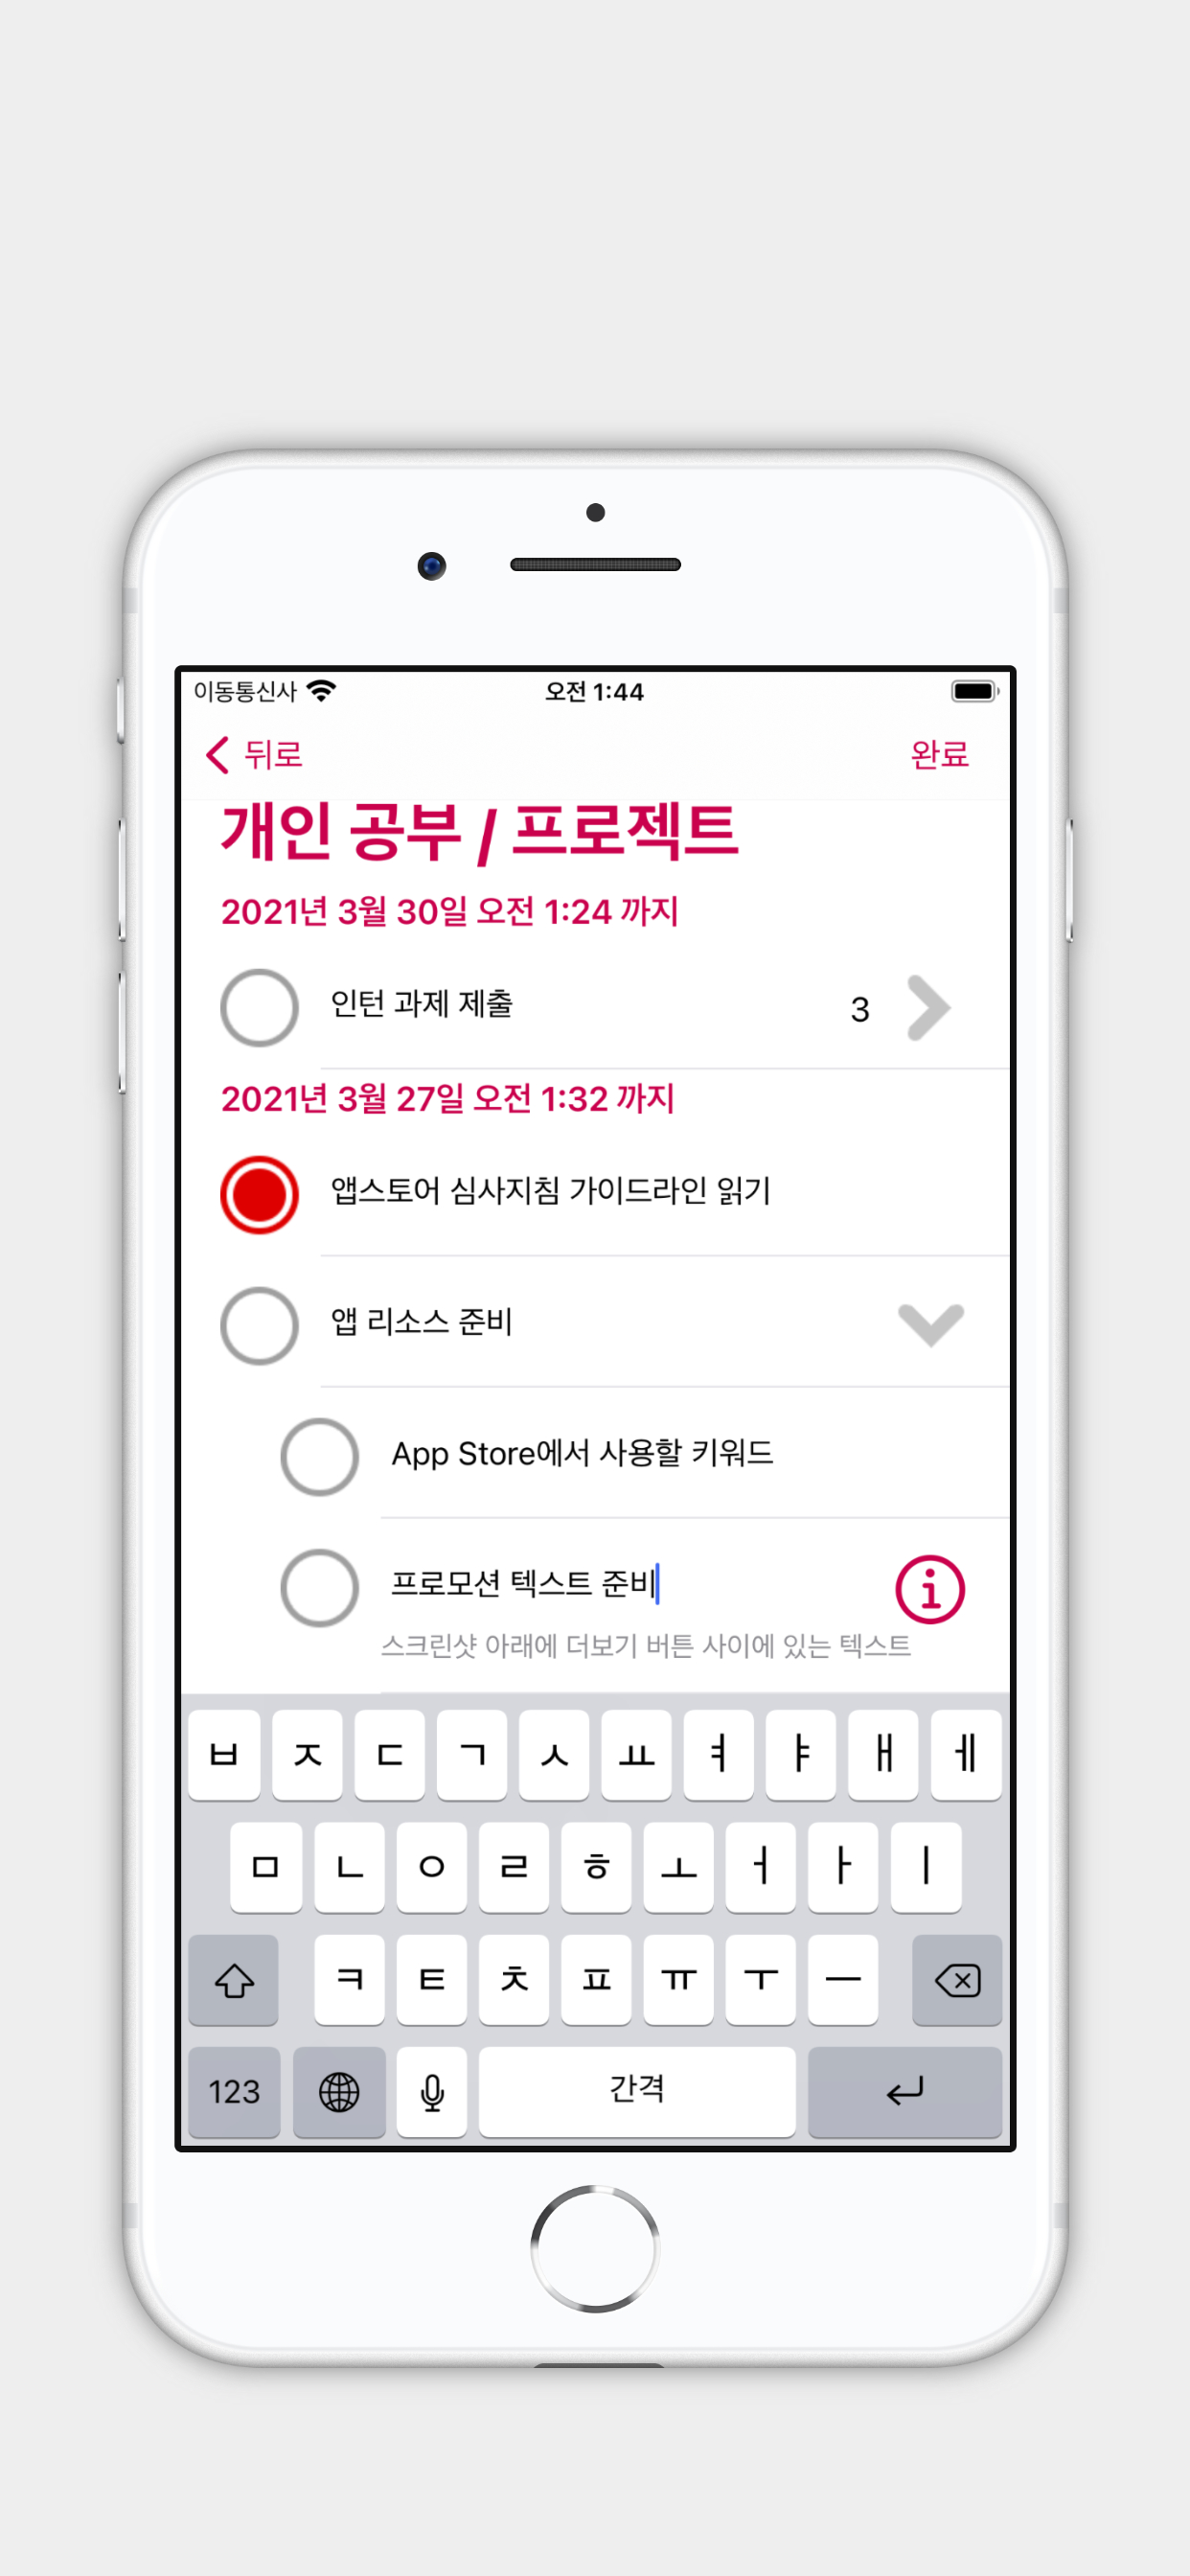 이동통신사 오전 1:44
뒤로 완료
개인 공부 / 프로젝트
2021년 3월 30일 오전 1:24 까지
인턴 과제 제출 3
2021년 3월 27일 오전 1:32 까지
앱스토어 심사지침 가이드라인 읽기
앱 리소스 준비
App Store에서 사용할 키워드
프로모션 텍스트 준비
스크린샷 아래에 더보기 버튼 사이에 있는 텍스트
ㅂ ㅈ ㄷ ㄱ ㅅ ㅛ ㅕ ㅑ ㅐ ㅔ
ㅁ ㄴ ㅇ ㄹ ㅎ ㅗ ㅓ ㅏ ㅣ
ㅋ ㅌ ㅊ ㅍ ㅠ ㅜ ㅡ
123 간격